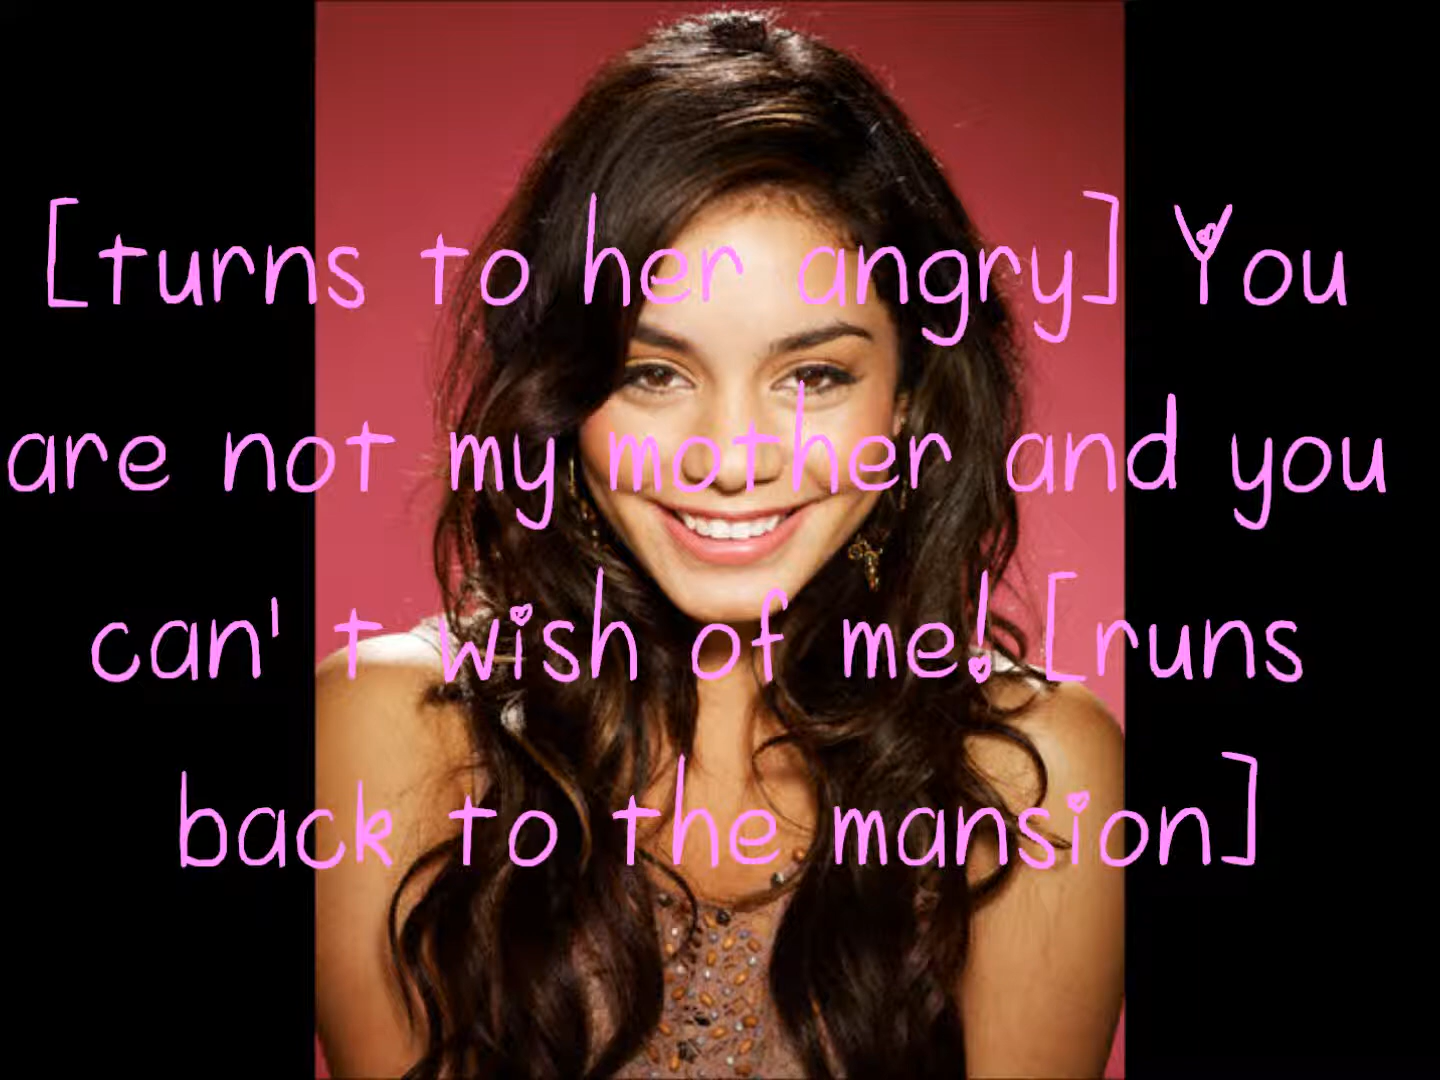 [turns to her angry] You
are not my mother and you
can' t wish of me! [runs
back to the mansion]